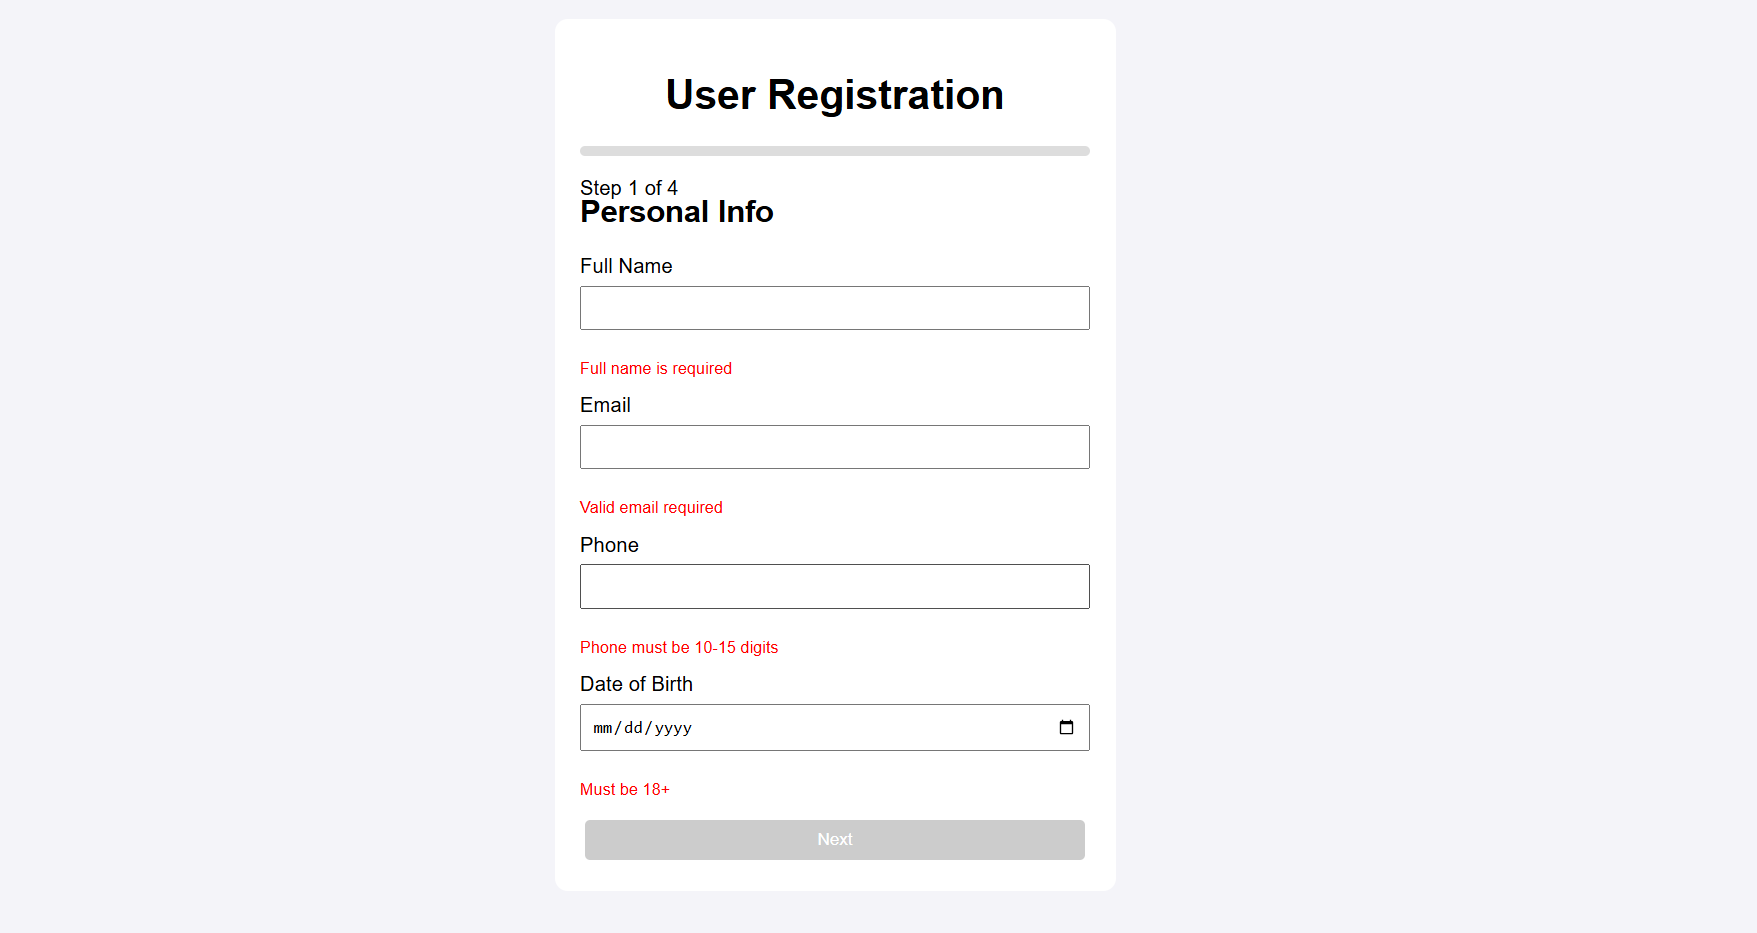 User Registration
Step 1 of 4
Personal Info
Full Name
Full name is required
Email
Valid email required
Phone
Phone must be 10-15 digits
Date of Birth
mm/dd/yyyy
Must be 18+
Next